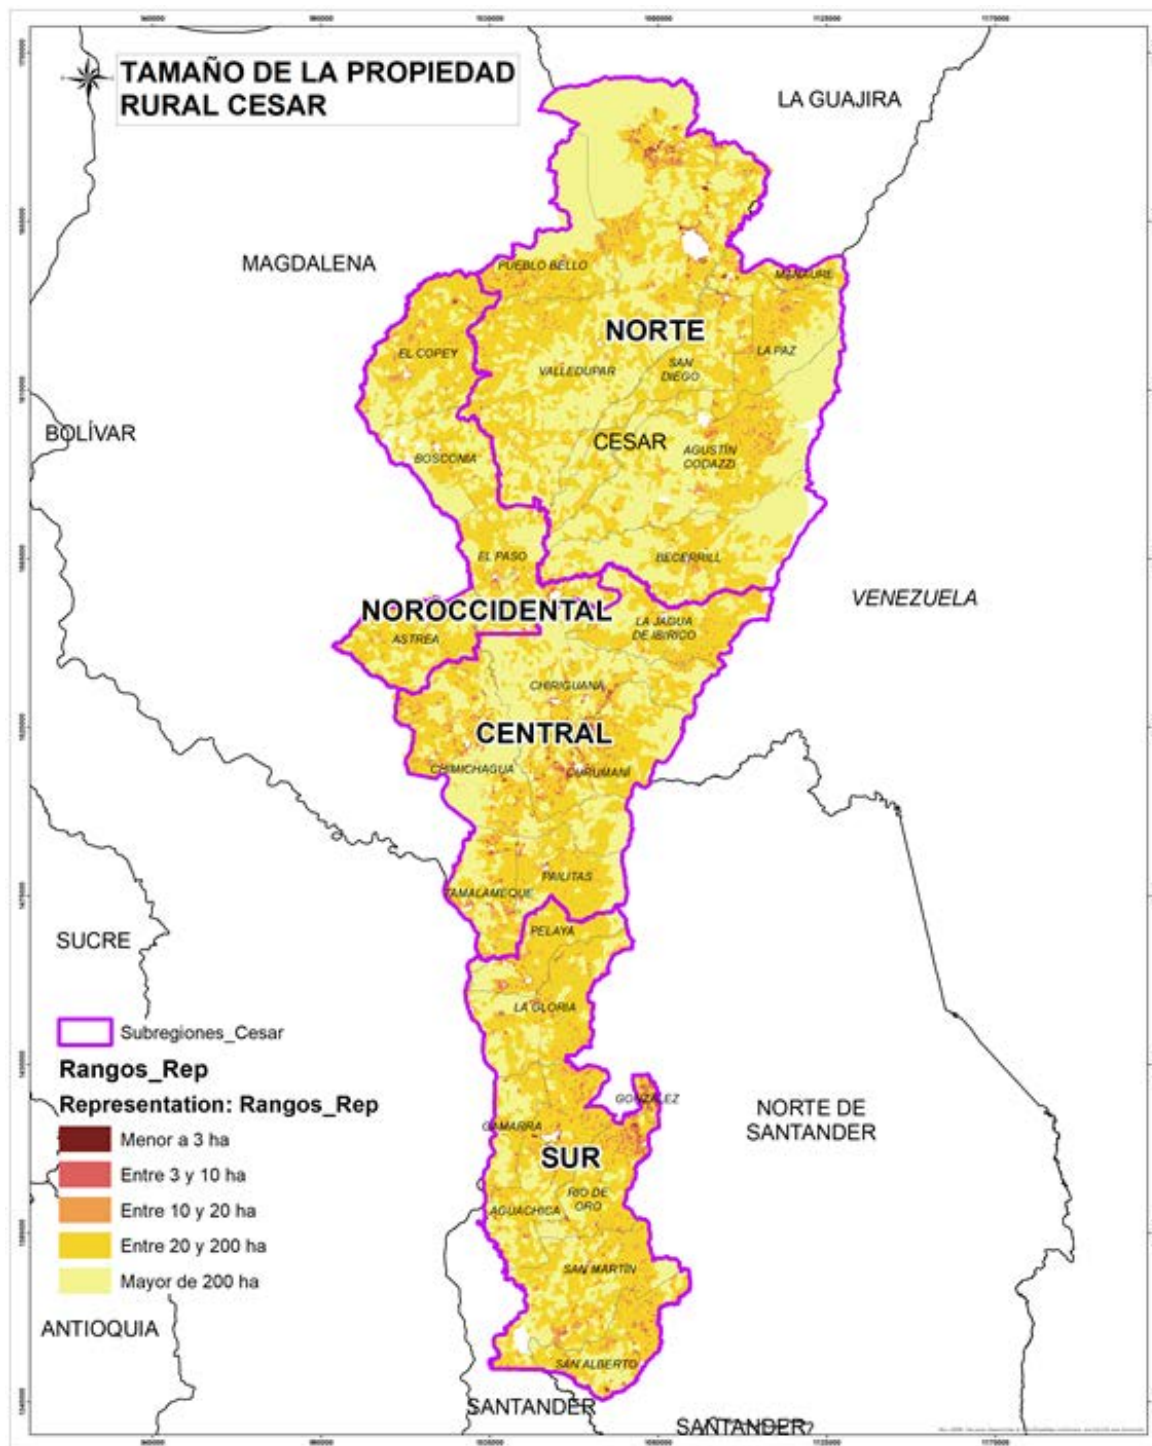 TAMAÑO DE LA PROPIEDAD
RURAL CESAR
LA GUAJIRA
MAGDALENA
PUEBLO BELLO
MANAURE
NORTE
EL COPEY
LA PAZ
VALLEDUPAR
SAN
DIEGO
BOLÍVAR
CESAR
AGUSTÍN
CODAZZI
BOSCONIA
EL PASO
BECERRILL
VENEZUELA
NOROCCIDENTAL
LA JAGUA
DE IBIRICO
ASTREA
CHIRIGUANÁ
CENTRAL
CHIMICHAGUA
CURUMANÍ
PAILITAS
TAMALAMEQUE
SUCRE
PELAYA
LA GLORIA
Subregiones_Cesar
Rangos_Rep
Representation: Rangos_Rep
Menor a 3 ha
Entre 3 y 10 ha
Entre 10 y 20 ha
Entre 20 y 200 ha
Mayor de 200 ha
GONZÁLEZ
NORTE DE
SANTANDER
GAMARRA
SUR
RIO DE
ORO
AGUACHICA
SAN MARTÍN
ANTIOQUIA
SAN ALBERTO
SANTANDER
SANTANDER